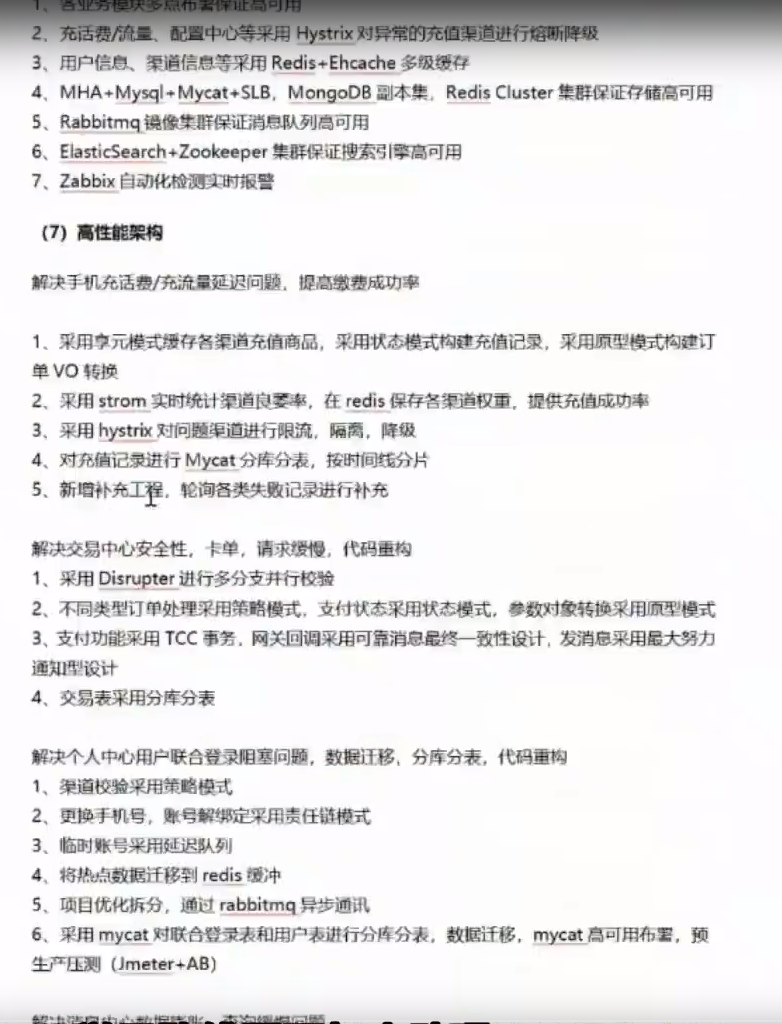 1、各业务模块多点布署保证高可用
2、充话费/流量、配置中心等采用 Hystrix 对异常的充值渠道进行熔断降级
3、用户信息、渠道信息等采用 Redis+Ehcache 多级缓存
4、MHA+Mysql+Mycat+SLB，MongoDB 副本集，Redis Cluster 集群保证存储高可用
5、Rabbitmq 镜像集群保证消息队列高可用
6、ElasticSearch+Zookeeper 集群保证搜索引擎高可用
7、Zabbix 自动化检测实时报警
（7）高性能架构
解决手机充话费/充流量延迟问题，提高缴费成功率
1、采用享元模式缓存各渠道充值商品，采用状态模式构建充值记录，采用原型模式构建订
单 VO 转换
2、采用 strom 实时统计渠道良萎率，在 redis 保存各渠道权重，提供充值成功率
3、采用 hystrix 对问题渠道进行限流，隔离，降级
4、对充值记录进行 Mycat 分库分表，按时间线分片
5、新增补充工程，轮询各类失败记录进行补充
解决交易中心安全性，卡单，请求缓慢，代码重构
1、采用 Disrupter 进行多分支并行校验
2、不同类型订单处理采用策略模式，支付状态采用状态模式，参数对象转换采用原型模式
3、支付功能采用 TCC 事务，网关回调采用可靠消息最终一致性设计，发消息采用最大努力
通知型设计
4、交易表采用分库分表
解决个人中心用户联合登录阻塞问题，数据迁移，分库分表，代码重构
1、渠道校验采用策略模式
2、更换手机号，账号解绑定采用责任链模式
3、临时账号采用延迟队列
4、将热点数据迁移到 redis 缓冲
5、项目优化拆分，通过 rabbitmq 异步通讯
6、采用 mycat 对联合登录表和用户表进行分库分表，数据迁移，mycat 高可用布署，预
生产压测（Jmeter+AB）